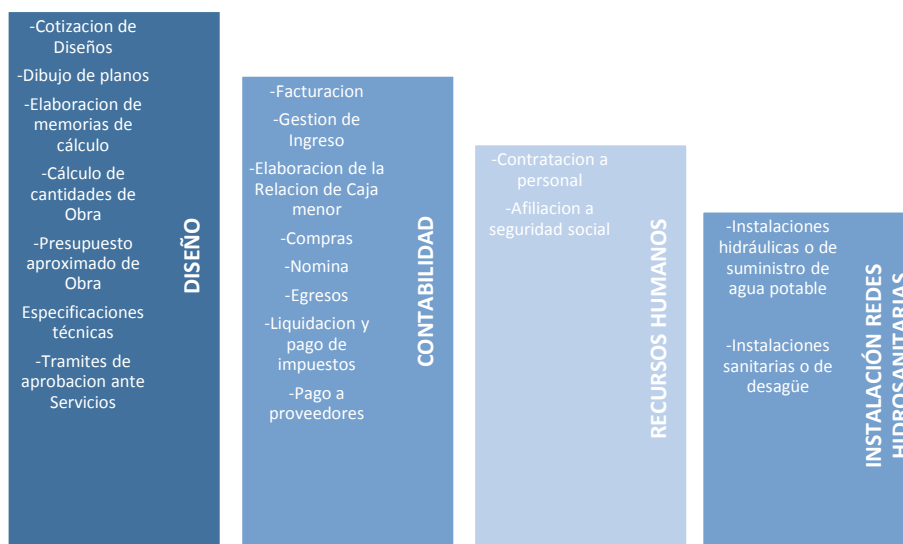 -Cotizacion de
Diseños
-Dibujo de planos
-Elaboracion de
memorias de
cálculo
-Cálculo de
cantidades de
Obra
-Presupuesto
aproximado de
Obra
Especificaciones
técnicas
-Tramites de
aprobacion ante
Servicios
DISEÑO
-Facturacion
-Gestion de
Ingreso
-Elaboracion de la
Relacion de Caja
menor
-Compras
-Nomina
-Egresos
-Liquidacion y
pago de
impuestos
-Pago a
proveedores
CONTABILIDAD
-Contratacion a
personal
-Afiliacion a
seguridad social
RECURSOS HUMANOS
-Instalaciones
hidráulicas o de
suministro de
agua potable
-Instalaciones
sanitarias o de
desagüe
INSTALACIÓN REDES
HIDROSANITARIAS